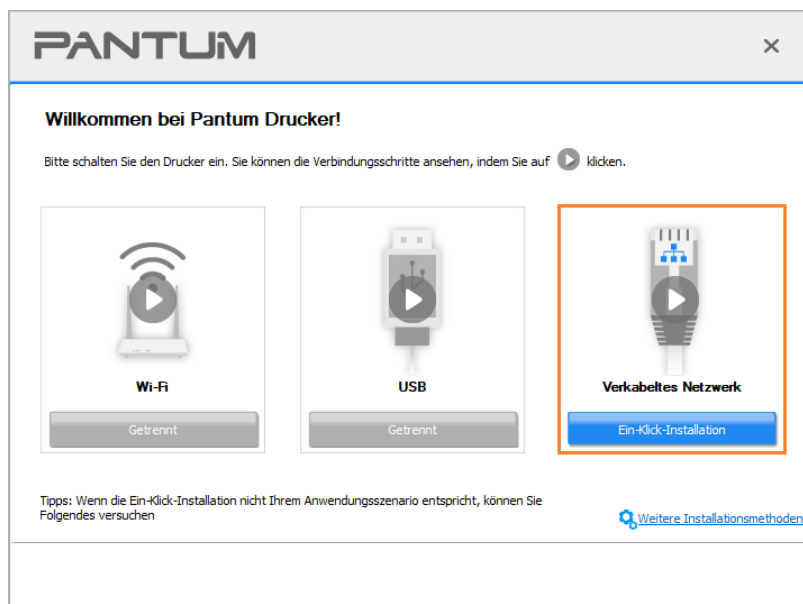 PANTUM
Willkommen bei Pantum Drucker!
Bitte schalten Sie den Drucker ein. Sie können die Verbindungsschritte ansehen, indem Sie auf klicken.
Wi-Fi
USB
Verkabeltes Netzwerk
Getrennt
Getrennt
Ein-Klick-Installation
Tipps: Wenn die Ein-Klick-Installation nicht Ihrem Anwendungsszenario entspricht, können Sie
Folgendes versuchen
Weitere Installationsmethoden